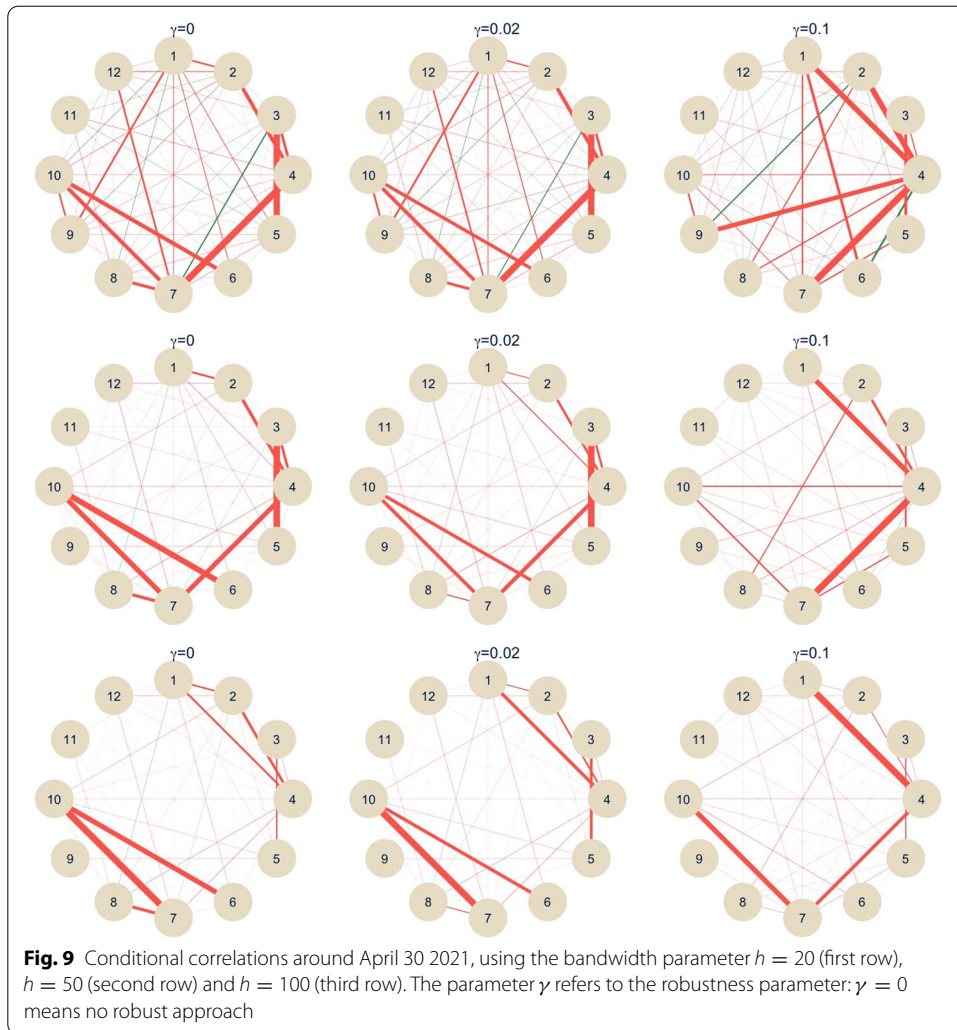 γ=0 γ=0.02 γ=0.1
1 1 1
12 2 12 2 12 2
11 3 11 3 11 3
10 4 10 4 10 4
9 5 9 5 9 5
8 6 8 6 8 6
7 7 7
γ=0 γ=0.02 γ=0.1
1 1 1
12 2 12 2 12 2
11 3 11 3 11 3
10 4 10 4 10 4
9 5 9 5 9 5
8 6 8 6 8 6
7 7 7
γ=0 γ=0.02 γ=0.1
1 1 1
12 2 12 2 12 2
11 3 11 3 11 3
10 4 10 4 10 4
9 5 9 5 9 5
8 6 8 6 8 6
7 7 7
Fig. 9 Conditional correlations around April 30 2021, using the bandwidth parameter h = 20 (first row),
h = 50 (second row) and h = 100 (third row). The parameter γ refers to the robustness parameter: γ = 0
means no robust approach